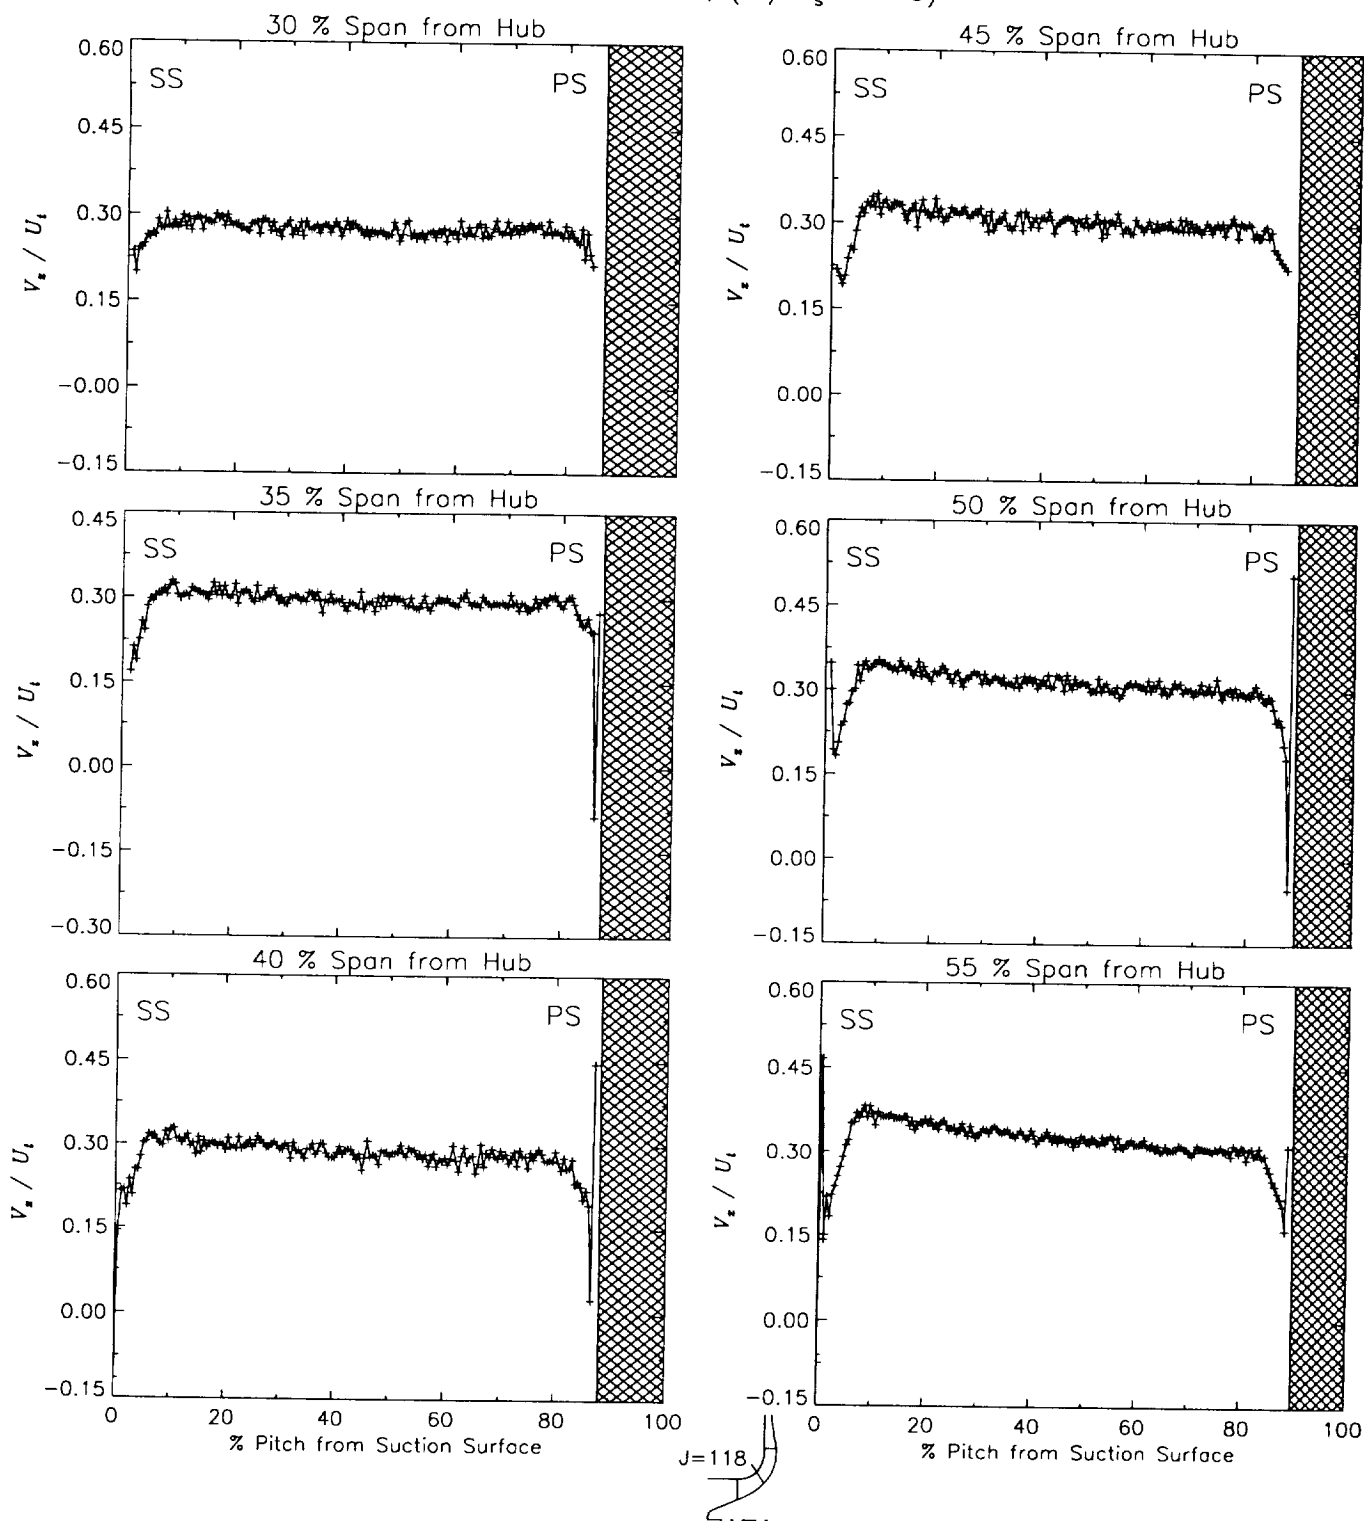 30 % Span from Hub
0.60
SS
PS
0.45
0.30
0.15
-0.00
-0.15
V_z / U_t
45 % Span from Hub
0.60
SS
PS
0.45
0.30
0.15
0.00
-0.15
V_z / U_t
35 % Span from Hub
0.45
SS
PS
0.30
0.15
0.00
-0.15
-0.30
V_z / U_t
50 % Span from Hub
0.60
SS
PS
0.45
0.30
0.15
0.00
-0.15
V_z / U_t
40 % Span from Hub
0.60
SS
PS
0.45
0.30
0.15
0.00
-0.15
V_z / U_t
0 20 40 60 80 100
% Pitch from Suction Surface
55 % Span from Hub
0.60
SS
PS
0.45
0.30
0.15
0.00
-0.15
V_z / U_t
0 20 40 60 80 100
% Pitch from Suction Surface
J=118